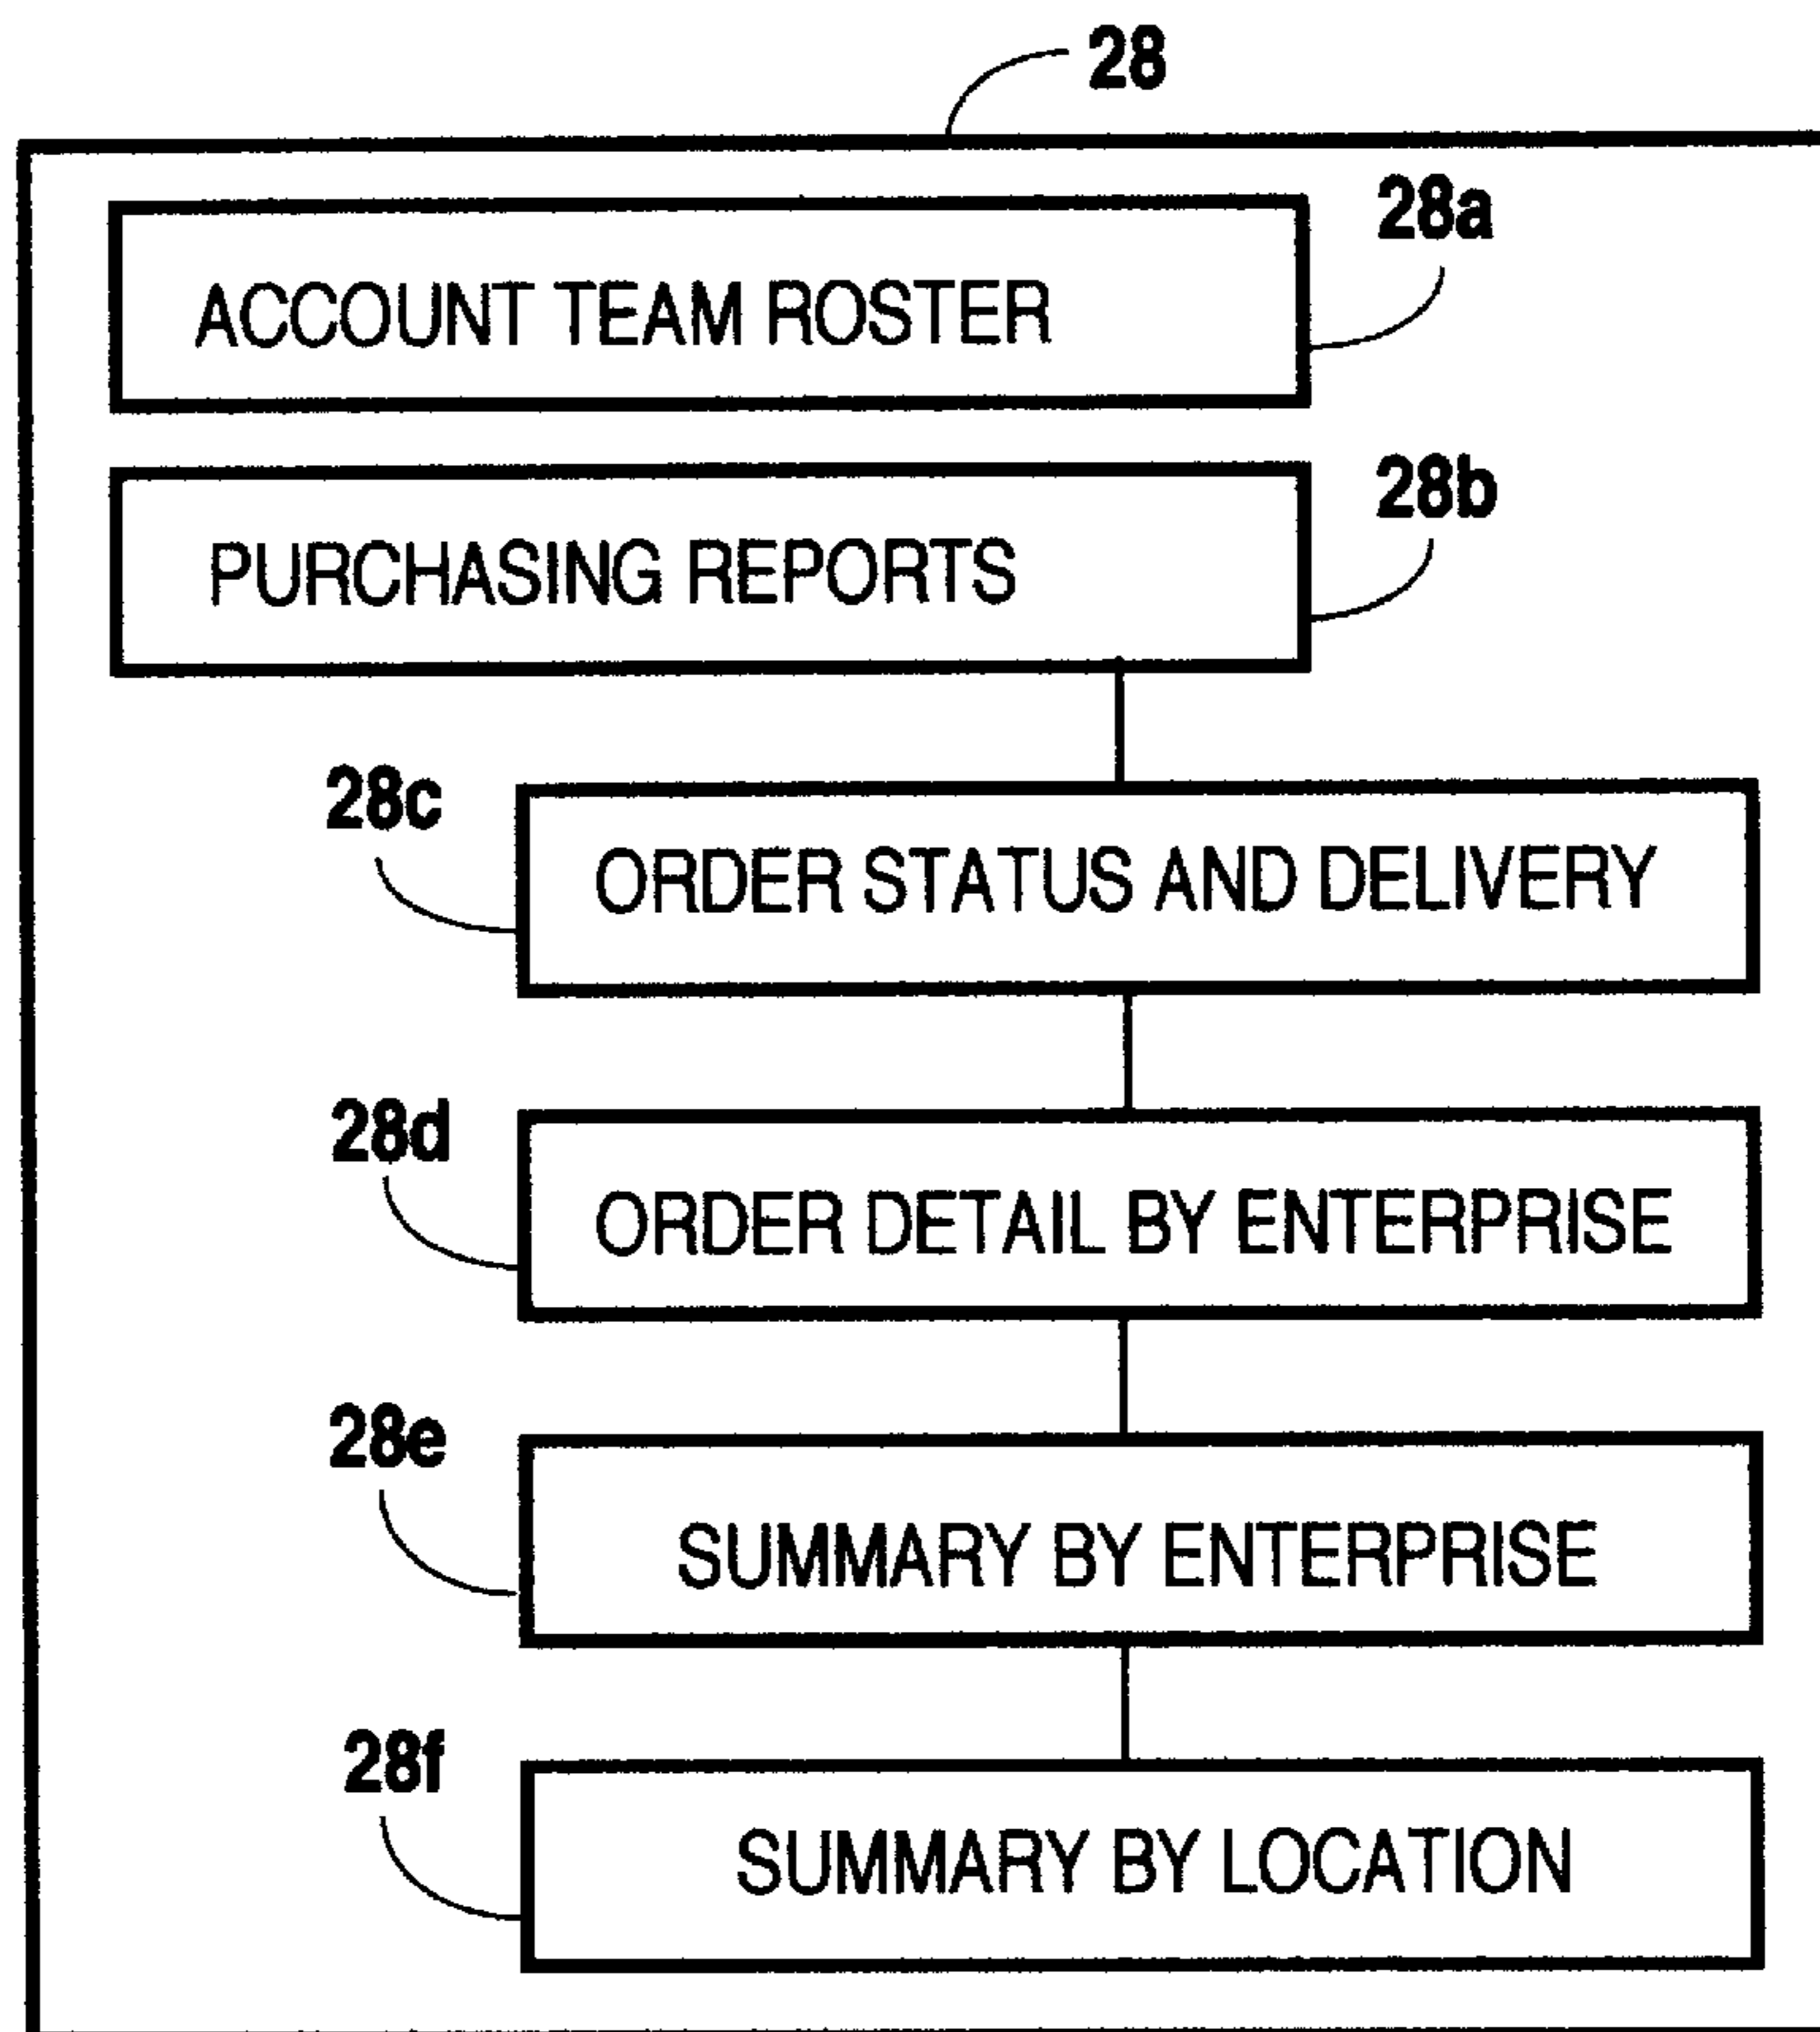 28
28a
ACCOUNT TEAM ROSTER
28b
PURCHASING REPORTS
28c
ORDER STATUS AND DELIVERY
28d
ORDER DETAIL BY ENTERPRISE
28e
SUMMARY BY ENTERPRISE
28f
SUMMARY BY LOCATION